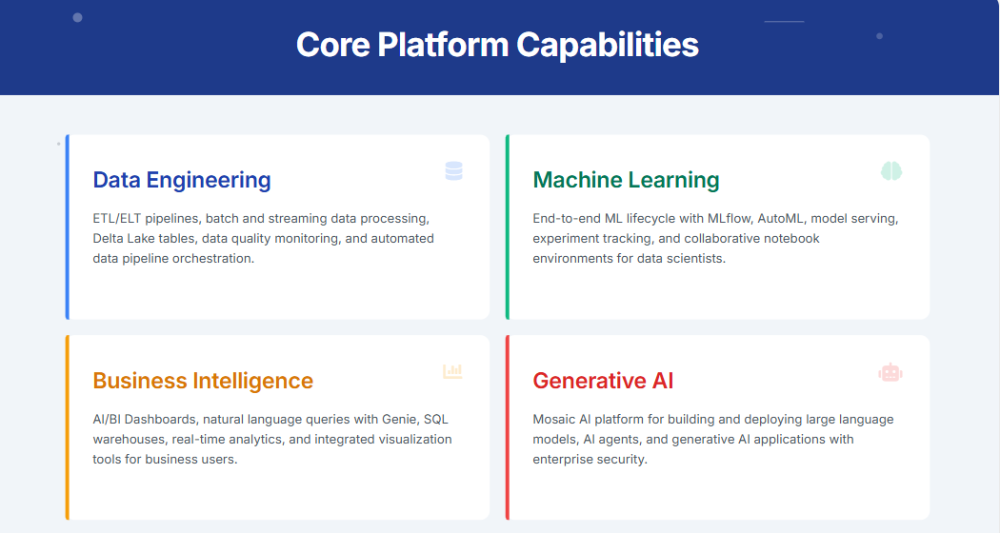 Core Platform Capabilities
Data Engineering
ETL/ELT pipelines, batch and streaming data processing,
Delta Lake tables, data quality monitoring, and automated
data pipeline orchestration.
Machine Learning
End-to-end ML lifecycle with MLflow, AutoML, model serving,
experiment tracking, and collaborative notebook
environments for data scientists.
Business Intelligence
AI/BI Dashboards, natural language queries with Genie, SQL
warehouses, real-time analytics, and integrated visualization
tools for business users.
Generative AI
Mosaic AI platform for building and deploying large language
models, AI agents, and generative AI applications with
enterprise security.